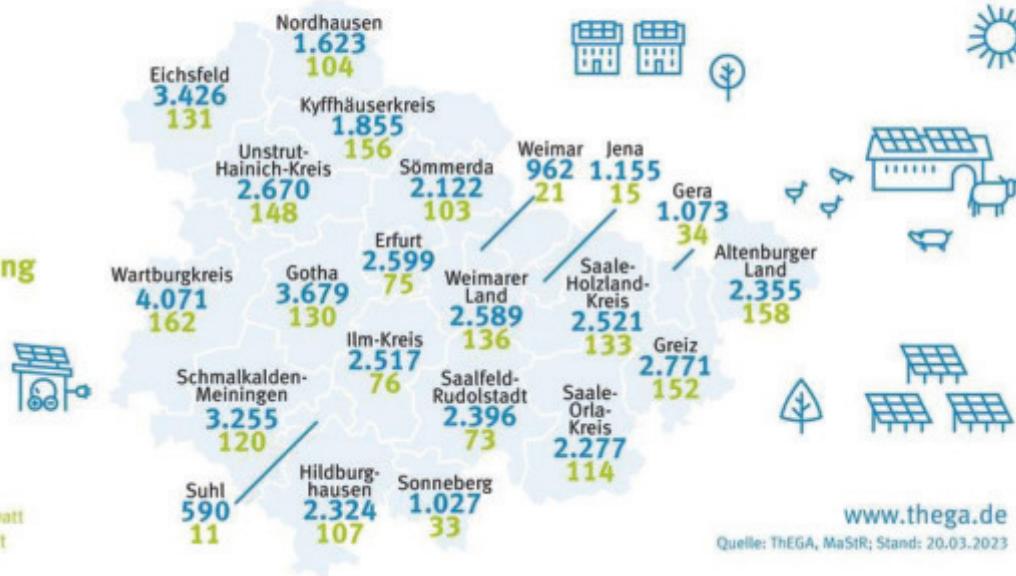 Nordhausen
1.623
104
Eichsfeld
3.426
131
Kyffhäuserkreis
1.855
156
Unstrut-
Hainich-Kreis
2.670
148
Sömmerda
2.122
103
Weimar
962
21
Jena
1.155
15
Gera
1.073
34
Altenburger
Land
2.355
158
ng
Wartburgkreis
4.071
162
Gotha
3.679
130
Erfurt
2.599
75
Weimarer
Land
2.589
136
Saale-
Holzland-
Kreis
2.521
133
Greiz
2.771
152
Ilm-Kreis
2.517
76
Schmalkalden-
Meiningen
3.255
120
Saalfeld-
Rudolstadt
2.396
73
Saale-
Orla-
Kreis
2.277
114
Suhl
590
11
Hildburg-
hausen
2.324
107
Sonneberg
1.027
33
att
t
www.thega.de
Quelle: ThEGA, MaStR; Stand: 20.03.2023